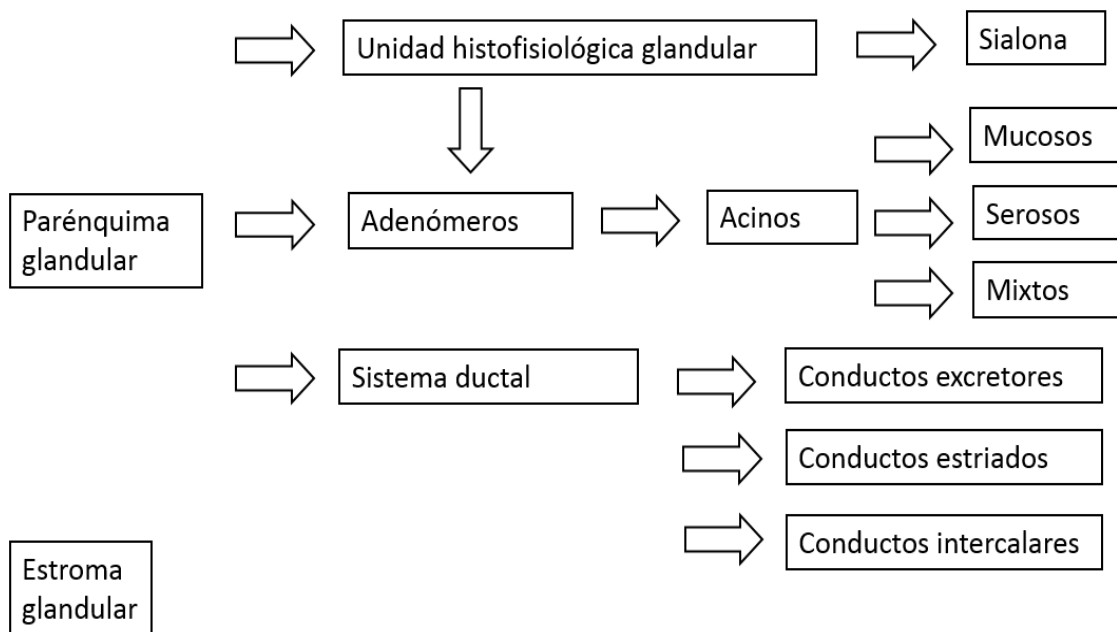 Unidad histofisiológica glandular
Sialona
Mucosos
Parénquima
glandular
Adenómeros
Acinos
Serosos
Mixtos
Sistema ductal
Conductos excretores
Conductos estriados
Conductos intercalares
Estroma
glandular